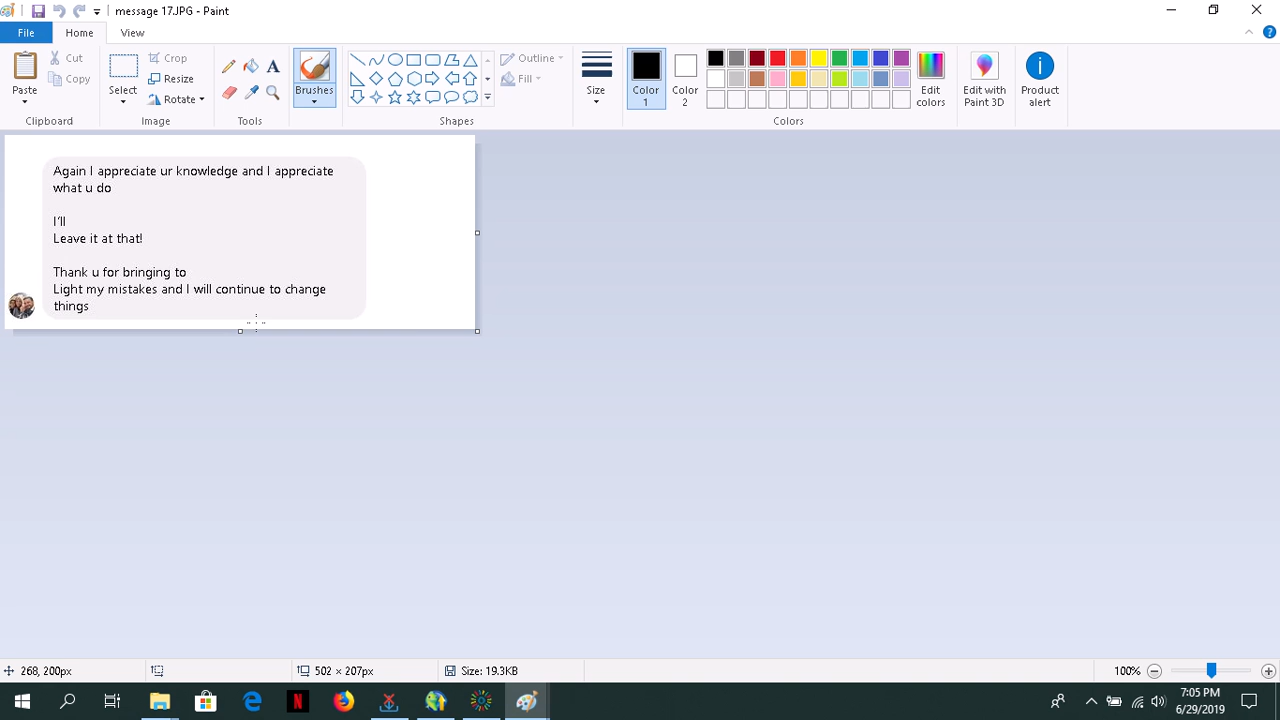 message 17.JPG - Paint
File
Home
View
Paste
Cut
Copy
Clipboard
Select
Crop
Resize
Rotate
Image
Tools
Brushes
Shapes
Outline
Fill
Size
Color
1
Color
2
Colors
Edit
colors
Edit with
Paint 3D
Product
alert
Again I appreciate ur knowledge and I appreciate
what u do
I'll
Leave it at that!
Thank u for bringing to
Light my mistakes and I will continue to change
things
268, 200px
502 × 207px
Size: 19.3KB
100%
7:05 PM
6/29/2019